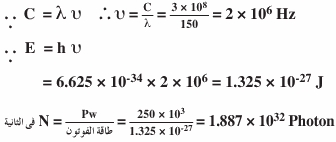 ∴ C = λ υ ∴ υ = C/λ = 3 × 10⁸/150 = 2 × 10⁶ Hz
∴ E = h υ
= 6.625 × 10⁻³⁴ × 2 × 10⁶ = 1.325 × 10⁻²⁷ J
فى الثانية N = Pw/طاقة الفوتون = 250 × 10³/1.325 × 10⁻²⁷ = 1.887 × 10³² Photon